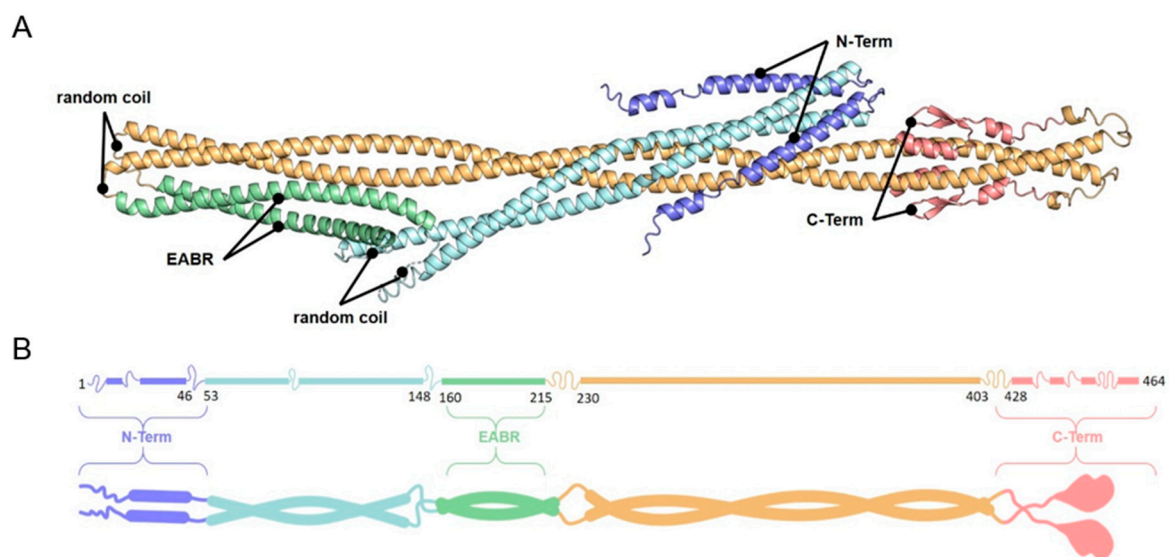 A
N-Term
random coil
C-Term
EABR
random coil
B
1 46 53 148 160 215 230 403 428 464
N-Term EABR C-Term